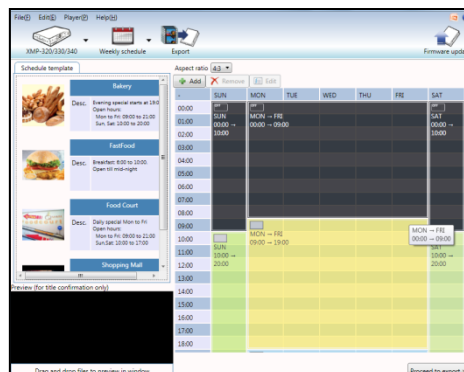 File(F) Edit(E) Player(P) Help(H)
XMP-320/330/340
Weekly schedule
Export
Firmware upda
Schedule template
Bakery
Desc. Evening special starts at 19:0
Open hours:
Mon to Fri: 09:00 to 21:00
Sun. Sat: 10:00 to 20:00
FastFood
Desc. Breakfast: 6:00 to 10:00.
Open till mid-night
Food Court
Desc. Daily special Mon to Fri
Open hours:
Mon to Fri: 09:00 to 21:00
Sun.Sat: 10:00 to 17:00
Shopping Mall
Preview (for title confirmation only)
Drag and drop files to preview in window
Aspect ratio 4:3
Add Remove Edit
SUN MON TUE WED THU FRI SAT
00:00
01:00
02:00
03:00
04:00
05:00
06:00
07:00
08:00
09:00
10:00
11:00
12:00
13:00
14:00
15:00
16:00
17:00
18:00
SUN
00:00 →
10:00
MON → FRI
00:00 → 09:00
SAT
00:00 →
10:00
SUN
10:00 →
20:00
MON → FRI
09:00 → 19:00
MON → FRI
00:00 → 09:00
SAT
10:00 →
20:00
Proceed to export